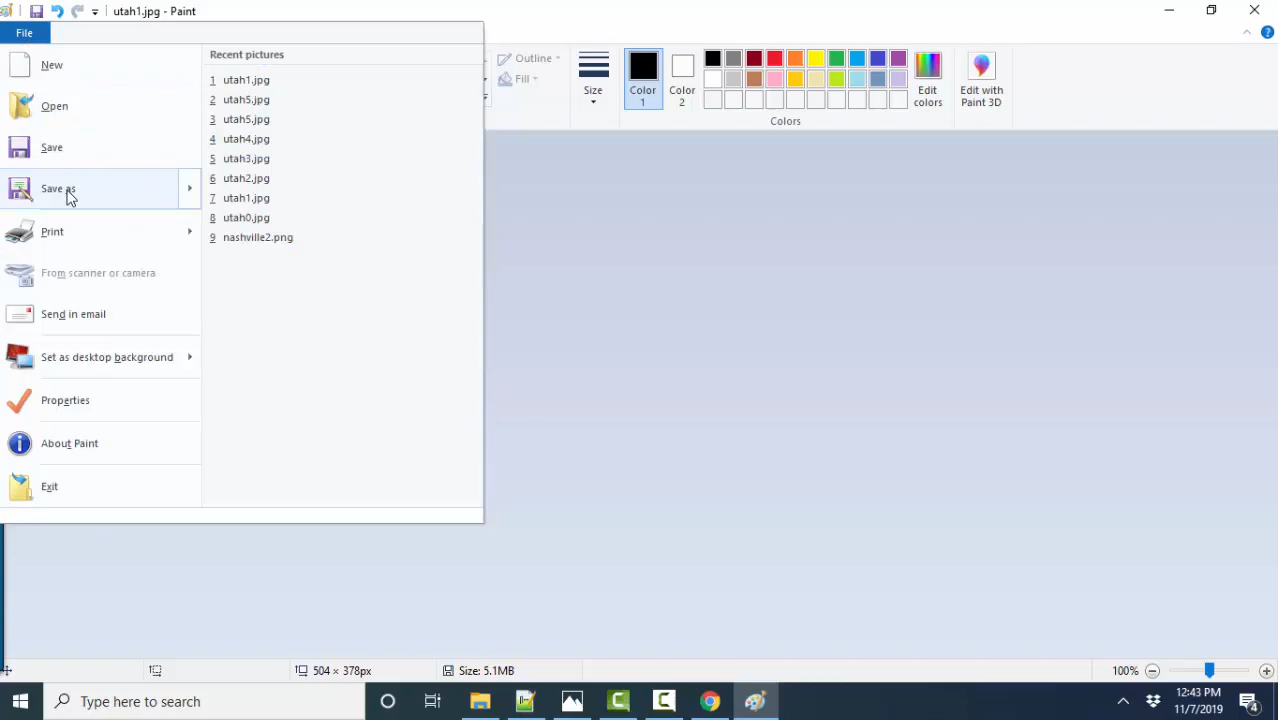 utah1.jpg - Paint
File
New
Open
Save
Save as
Print
From scanner or camera
Send in email
Set as desktop background
Properties
About Paint
Exit
Recent pictures
1 utah1.jpg
2 utah5.jpg
3 utah5.jpg
4 utah4.jpg
5 utah3.jpg
6 utah2.jpg
7 utah1.jpg
8 utah0.jpg
9 nashville2.png
Outline
Fill
Size
Color 1
Color 2
Edit colors
Edit with Paint 3D
Colors
504 × 378px
Size: 5.1MB
100%
Type here to search
12:43 PM
11/7/2019
4